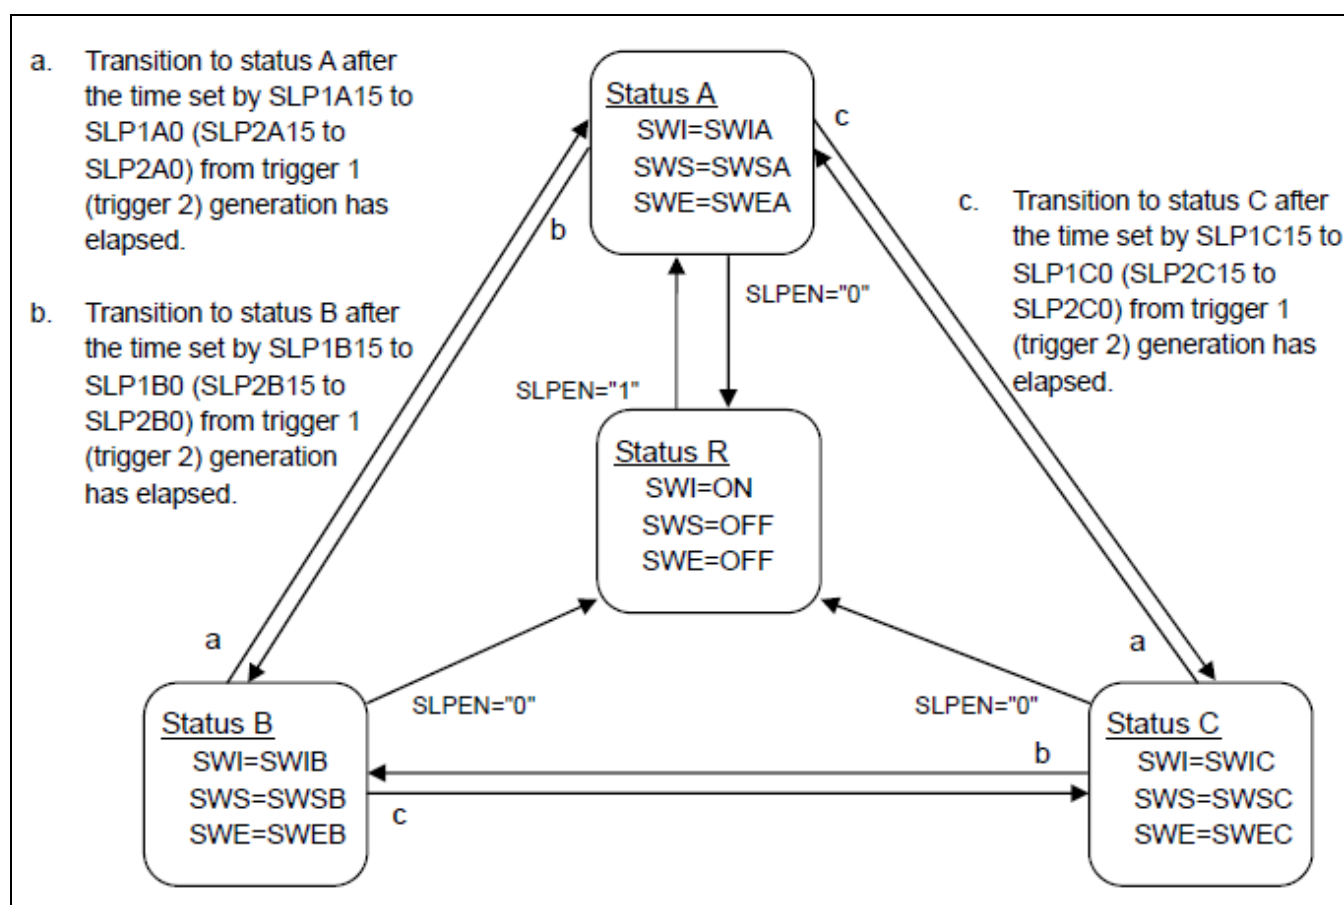 a. Transition to status A after
the time set by SLP1A15 to
SLP1A0 (SLP2A15 to
SLP2A0) from trigger 1
(trigger 2) generation has
elapsed.
b. Transition to status B after
the time set by SLP1B15 to
SLP1B0 (SLP2B15 to
SLP2B0) from trigger 1
(trigger 2) generation
has elapsed.
Status A
SWI=SWIA
SWS=SWSA
SWE=SWEA
c
b
c. Transition to status C after
the time set by SLP1C15 to
SLP1C0 (SLP2C15 to
SLP2C0) from trigger 1
(trigger 2) generation has
elapsed.
SLPEN="0"
SLPEN="1"
Status R
SWI=ON
SWS=OFF
SWE=OFF
a
a
SLPEN="0"
SLPEN="0"
Status B
SWI=SWIB
SWS=SWSB
SWE=SWEB
b
c
Status C
SWI=SWIC
SWS=SWSC
SWE=SWEC